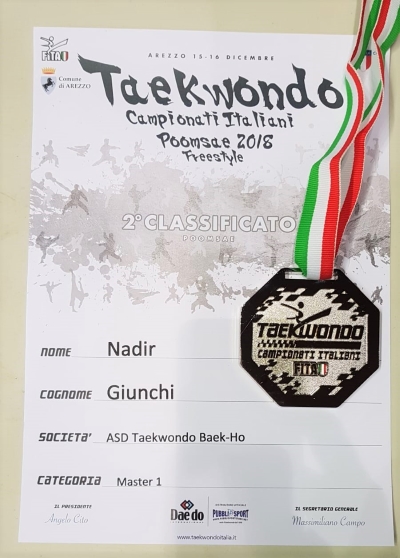 AREZZO 15-16 DICEMBRE
FITA
Comune
di AREZZO
Taekwondo
Campionati Italiani
Poomsae 2018
Freestyle
2° CLASSIFICATO
POOMSAE
TAEKWONDO
CAMPIONATI ITALIANI
FITA
NOME Nadir
COGNOME Giunchi
SOCIETA' ASD Taekwondo Baek-Ho
CATEGORIA Master 1
IL PRESIDENTE
Angelo Cito
Daedo
PUBBLI SPORT
IL SEGRETARIO GENERALE
Massimiliano Campo
www.taekwondoitalia.it